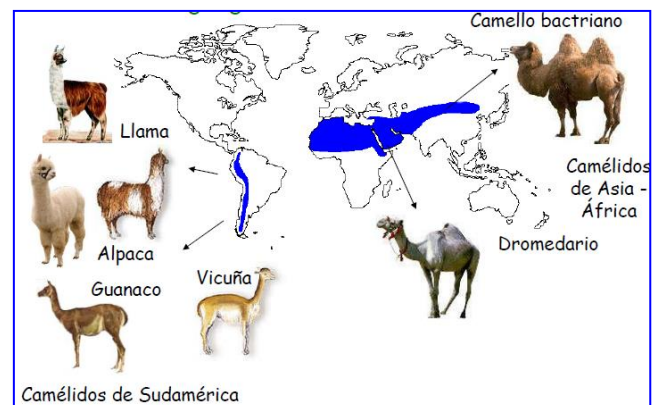 Camello bactriano
Llama
Camélidos
de Asia -
África
Alpaca
Dromedario
Guanaco
Vicuña
Camélidos de Sudamérica